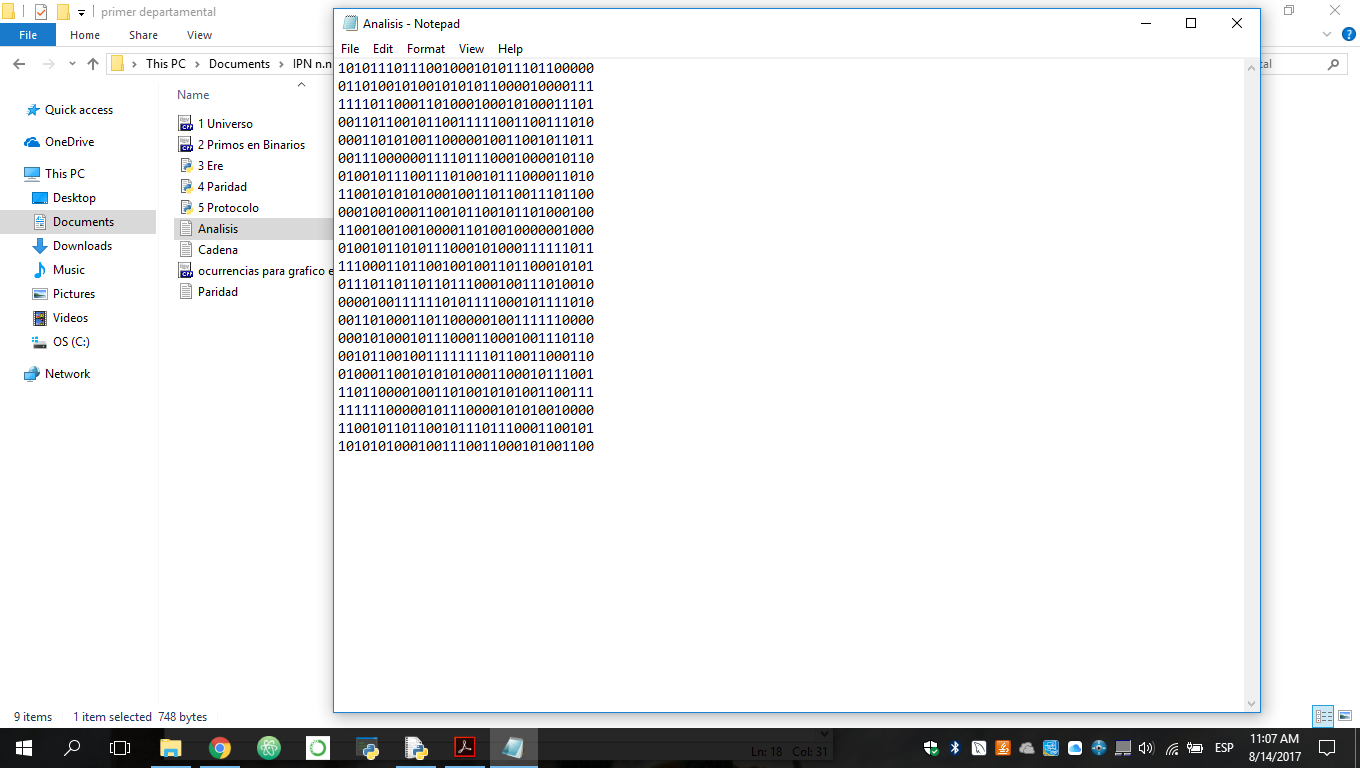 primer departamental
File Home Share View
This PC Documents IPN n.n
tal
Quick access
OneDrive
This PC
Desktop
Documents
Downloads
Music
Pictures
Videos
OS (C:)
Network
Name
1 Universo
2 Primos en Binarios
3 Ere
4 Paridad
5 Protocolo
Analisis
Cadena
ocurrencias para grafico e
Paridad
Analisis - Notepad
File Edit Format View Help
10101110111001000101011101100000
01101001010010101011000010000111
11110110001101000100010100011101
00110110010110011111001100111010
00011010100110000010011001011011
00111000000111101110001000010110
01001011100111010010111000011010
11001010101000100110110011101100
00010010001100101100101101000100
11001001001000011010010000001000
01001011010111000101000111111011
11100011011001001001101100010101
01110110110110111000100111010010
00001001111110101111000101111010
00110100011011000001001111110000
00010100010111000110001001110110
00101100100111111110110011000110
01000110010101010001100010111001
11011000010011010010101001100111
11111100000101110000101010010000
11001011011001011101110001100101
10101010001001110011000101001100
9 items 1 item selected 748 bytes
Ln: 18 Col: 31
ESP
11:07 AM
8/14/2017